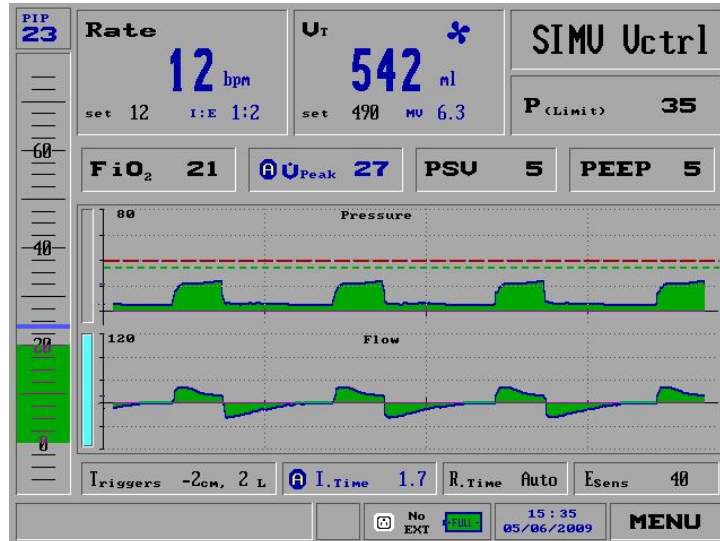 PIP
23
Rate
12 bpm
set 12 I:E 1:2
VT
542 ml
set 490 MV 6.3
SIMV Vctrl
P(Limit) 35
FiO2 21
A V̇Peak 27
PSV 5
PEEP 5
60
40
20
0
80 Pressure
120 Flow
Triggers -2cm, 2 L
A I.Time 1.7
R.Time Auto
ESens 40
No
EXT
FULL
15:35
05/06/2009
MENU